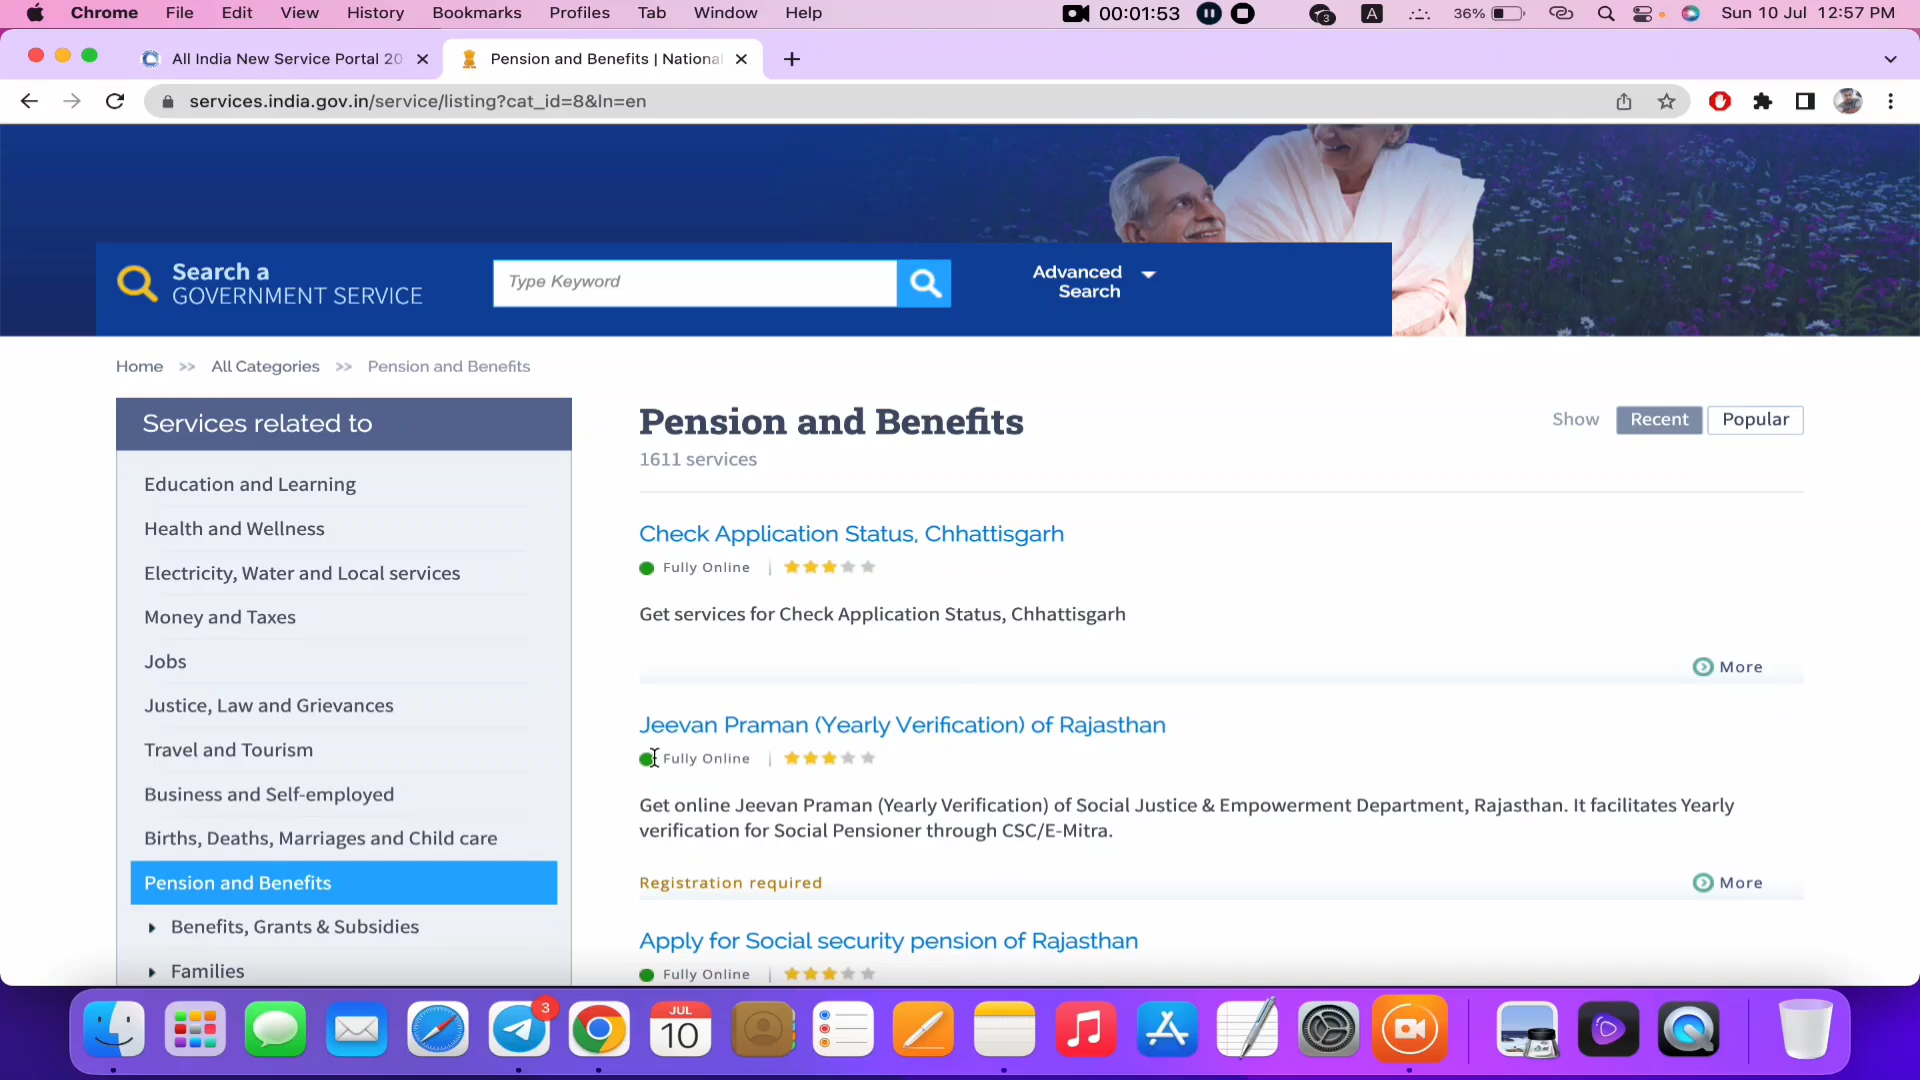 Chrome File Edit View History Bookmarks Profiles Tab Window Help 00:01:53 3 A 36% Sun 10 Jul 12:57 PM
All India New Service Portal 20 Pension and Benefits | National
services.india.gov.in/service/listing?cat_id=8&ln=en
Search a
GOVERNMENT SERVICE
Type Keyword
Advanced
Search
Home >> All Categories >> Pension and Benefits
Services related to
Education and Learning
Health and Wellness
Electricity, Water and Local services
Money and Taxes
Jobs
Justice, Law and Grievances
Travel and Tourism
Business and Self-employed
Births, Deaths, Marriages and Child care
Pension and Benefits
Benefits, Grants & Subsidies
Families
Pension and Benefits
Show Recent Popular
1611 services
Check Application Status, Chhattisgarh
Fully Online
Get services for Check Application Status, Chhattisgarh
More
Jeevan Praman (Yearly Verification) of Rajasthan
Fully Online
Get online Jeevan Praman (Yearly Verification) of Social Justice & Empowerment Department, Rajasthan. It facilitates Yearly
verification for Social Pensioner through CSC/E-Mitra.
Registration required
More
Apply for Social security pension of Rajasthan
Fully Online
3
JUL
10